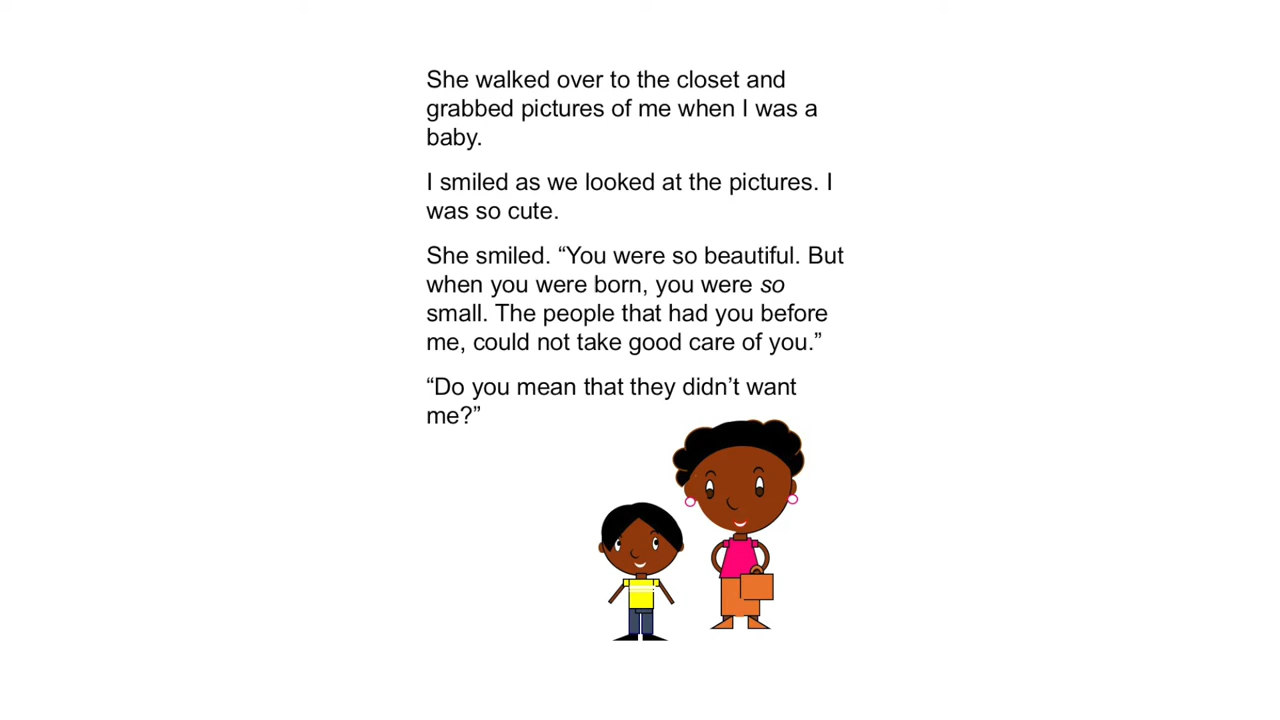 She walked over to the closet and
grabbed pictures of me when I was a
baby.
I smiled as we looked at the pictures. I
was so cute.
She smiled. “You were so beautiful. But
when you were born, you were so
small. The people that had you before
me, could not take good care of you.”
“Do you mean that they didn’t want
me?”